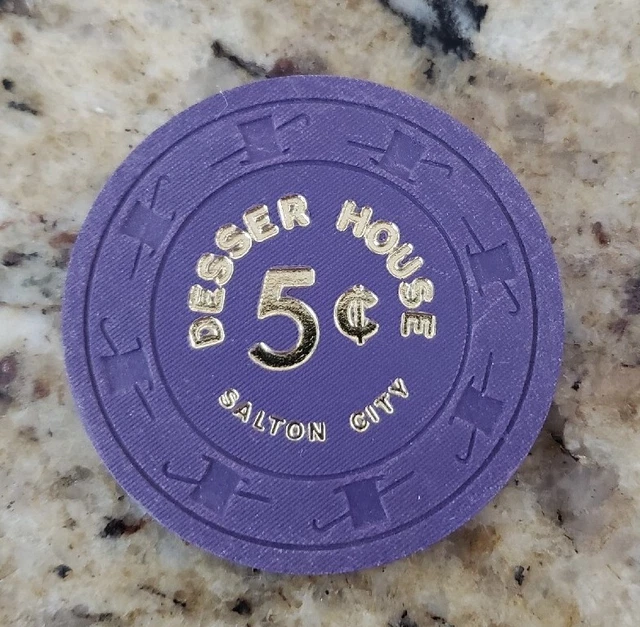 DESSER HOUSE
5¢
SALTON CITY